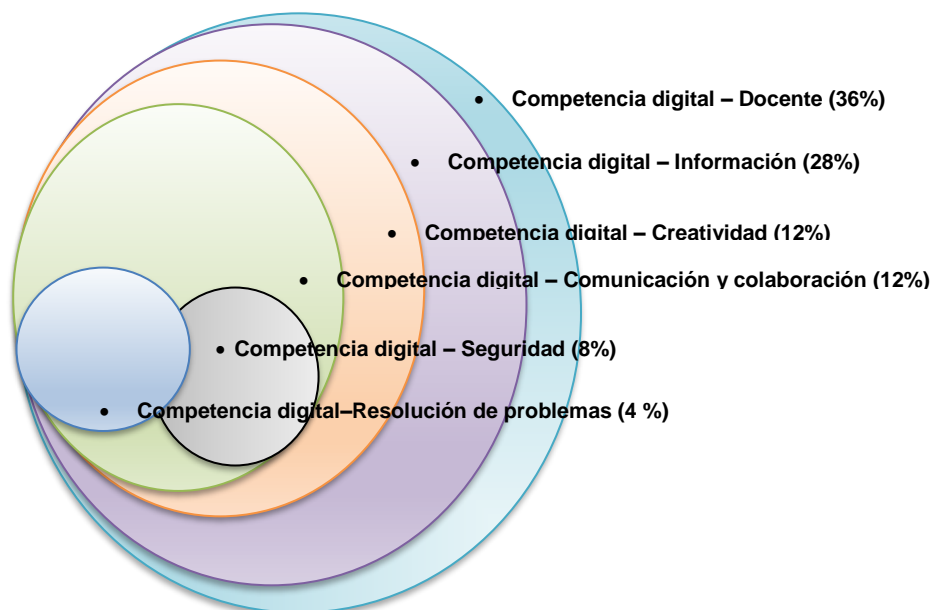 • Competencia digital – Docente (36%)
• Competencia digital – Información (28%)
• Competencia digital – Creatividad (12%)
• Competencia digital – Comunicación y colaboración (12%)
• Competencia digital – Seguridad (8%)
• Competencia digital–Resolución de problemas (4 %)